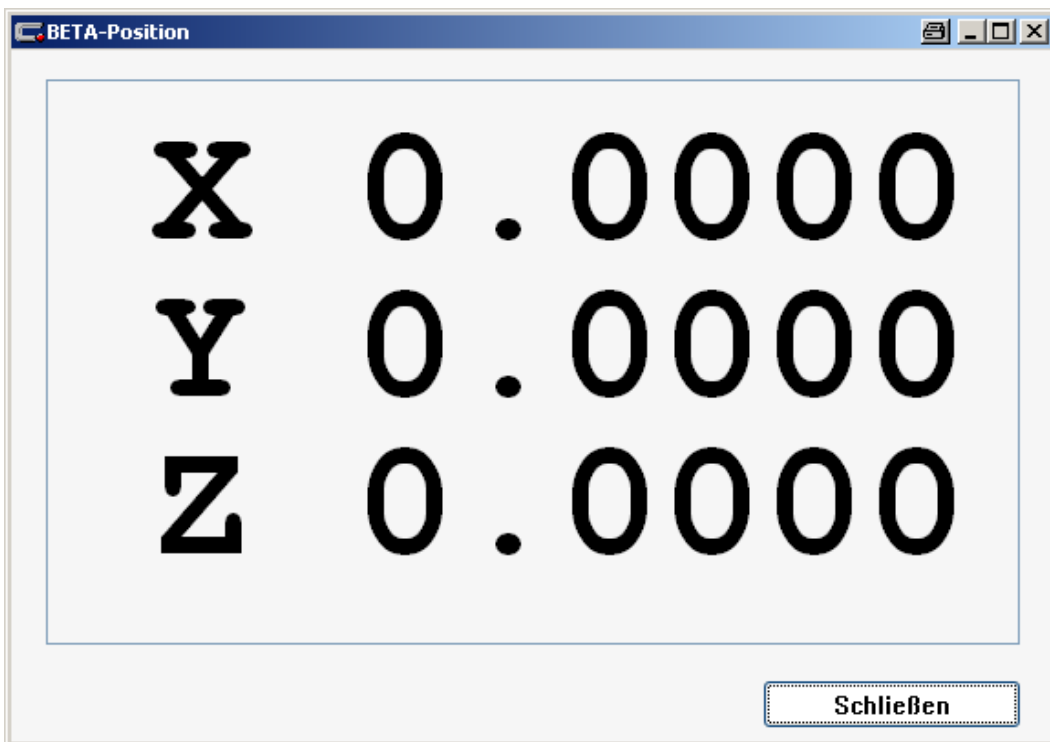 BETA-Position
X 0.0000
Y 0.0000
Z 0.0000
Schließen